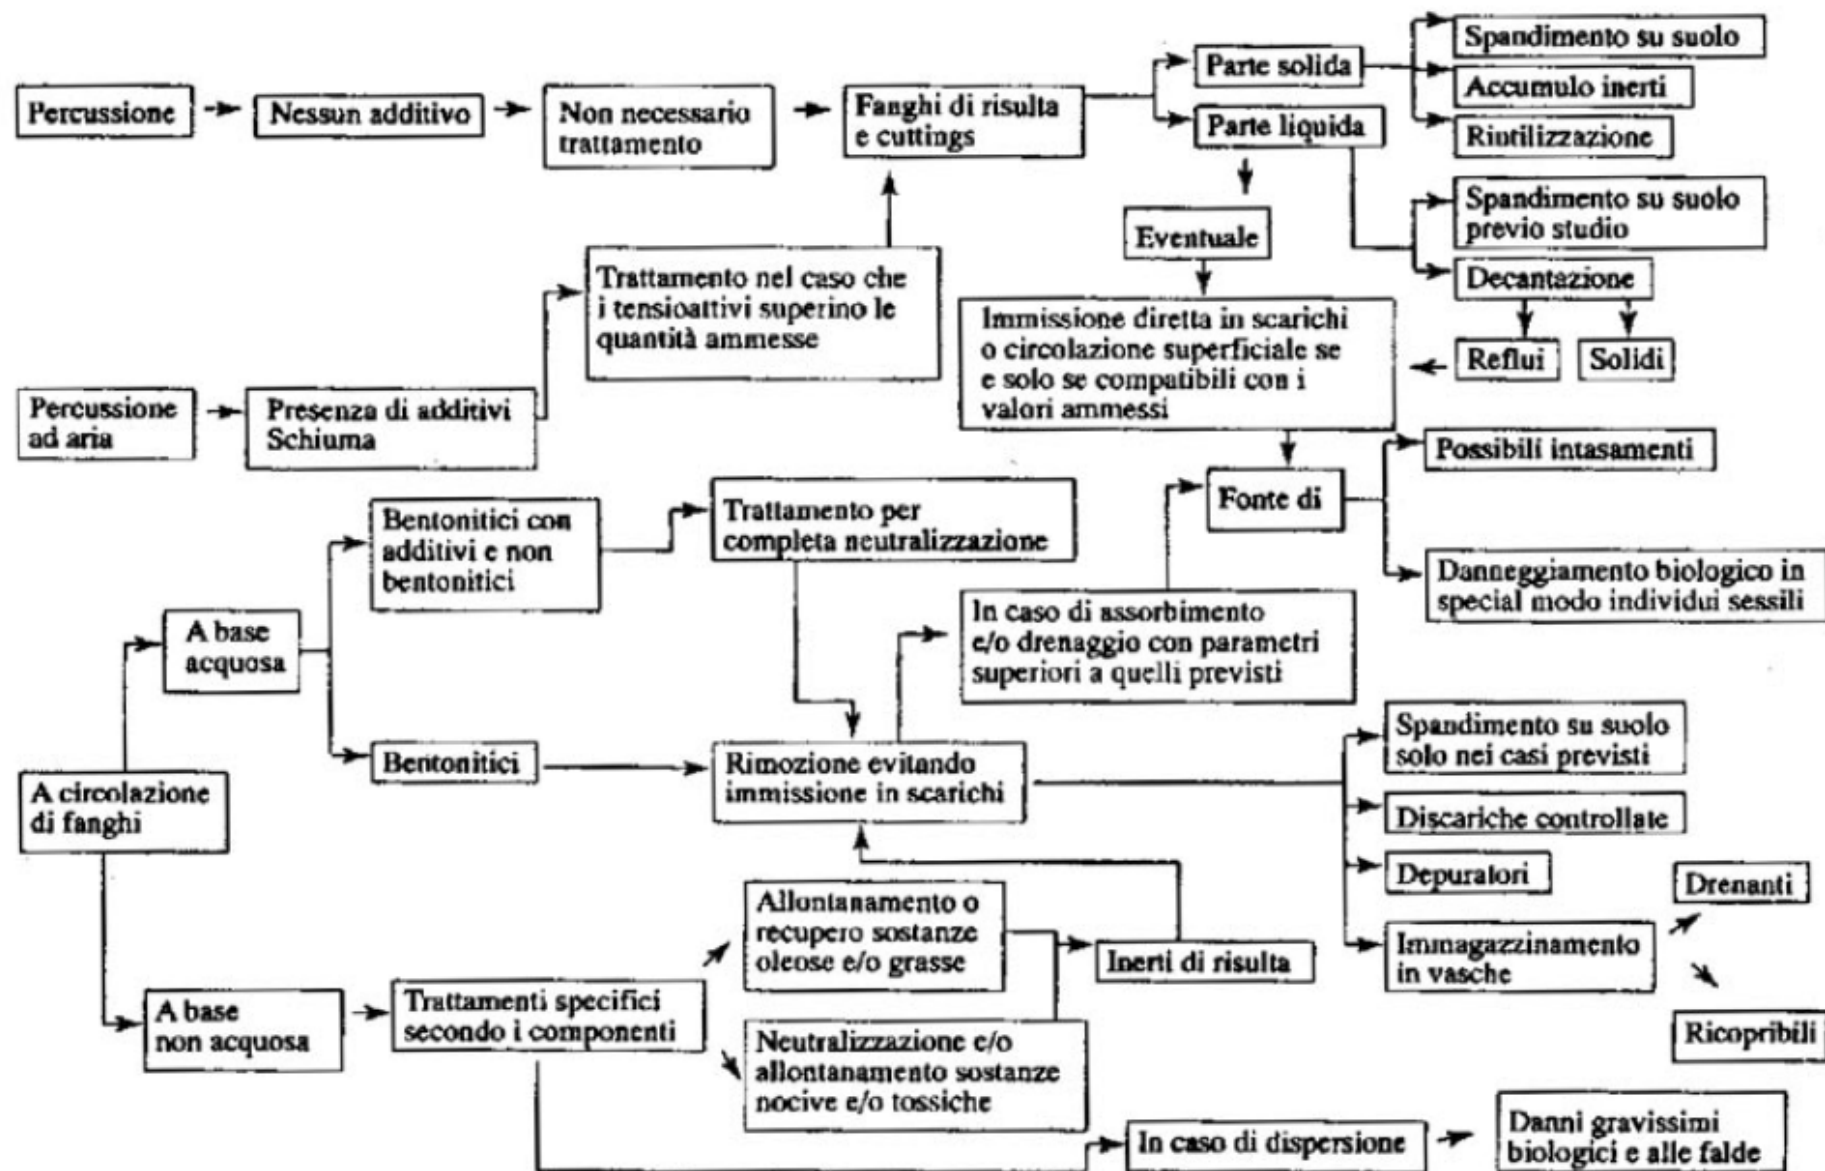 Percussione
Nessun additivo
Non necessario
trattamento
Fanghi di risulta
e cuttings
Parte solida
Parte liquida
Spandimento su suolo
Accumulo inerti
Riutilizzazione
Spandimento su suolo
previo studio
Decantazione
Reflui
Solidi
Eventuale
Immissione diretta in scarichi
o circolazione superficiale se
e solo se compatibili con i
valori ammessi
Trattamento nel caso che
i tensioattivi superino le
quantità ammesse
Percussione
ad aria
Presenza di additivi
Schiuma
Fonte di
Possibili intasamenti
Danneggiamento biologico in
special modo individui sessili
Bentonitici con
additivi e non
bentonitici
Trattamento per
completa neutralizzazione
In caso di assorbimento
e/o drenaggio con parametri
superiori a quelli previsti
A base
acquosa
Bentonitici
Rimozione evitando
immissione in scarichi
A circolazione
di fanghi
Spandimento su suolo
solo nei casi previsti
Discariche controllate
Depuratori
Immagazzinamento
in vasche
Drenanti
Ricopribili
Allontanamento o
recupero sostanze
oleose e/o grasse
Inerti di risulta
A base
non acquosa
Trattamenti specifici
secondo i componenti
Neutralizzazione e/o
allontanamento sostanze
nocive e/o tossiche
In caso di dispersione
Danni gravissimi
biologici e alle falde